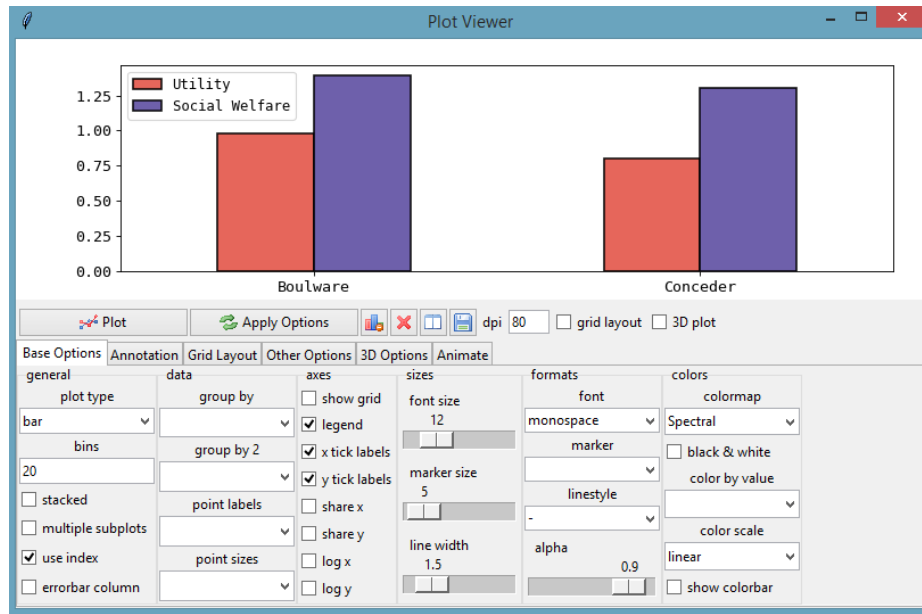 Plot Viewer
Utility
Social Welfare
1.25
1.00
0.75
0.50
0.25
0.00
Boulware Conceder
Plot Apply Options dpi 80 grid layout 3D plot
Base Options Annotation Grid Layout Other Options 3D Options Animate
general data axes sizes formats colors
plot type
bar
bins
20
stacked
multiple subplots
use index
errorbar column
group by
group by 2
point labels
point sizes
show grid
legend
x tick labels
y tick labels
share x
share y
log x
log y
font size
12
marker size
5
line width
1.5
font
monospace
marker
linestyle
-
alpha
0.9
colormap
Spectral
black & white
color by value
color scale
linear
show colorbar